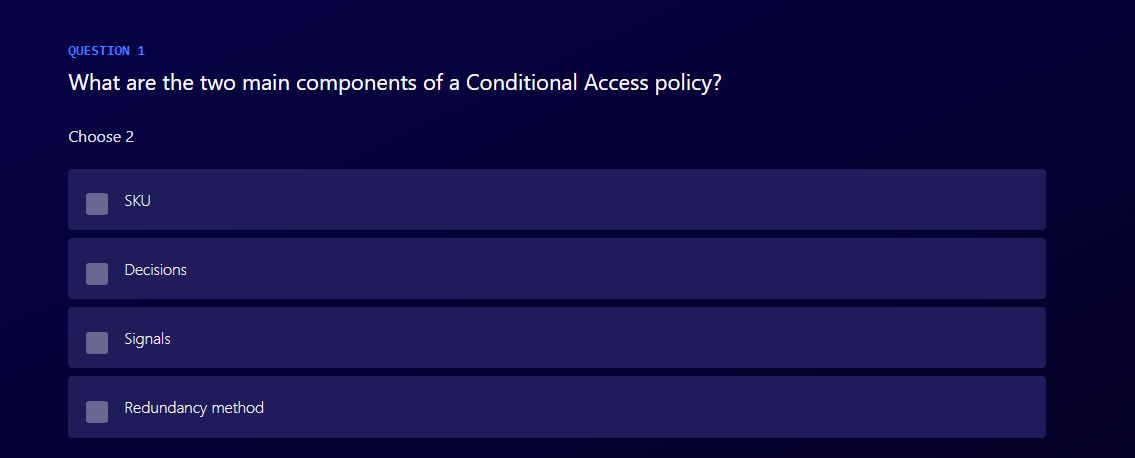 QUESTION 1
What are the two main components of a Conditional Access policy?
Choose 2
SKU
Decisions
Signals
Redundancy method